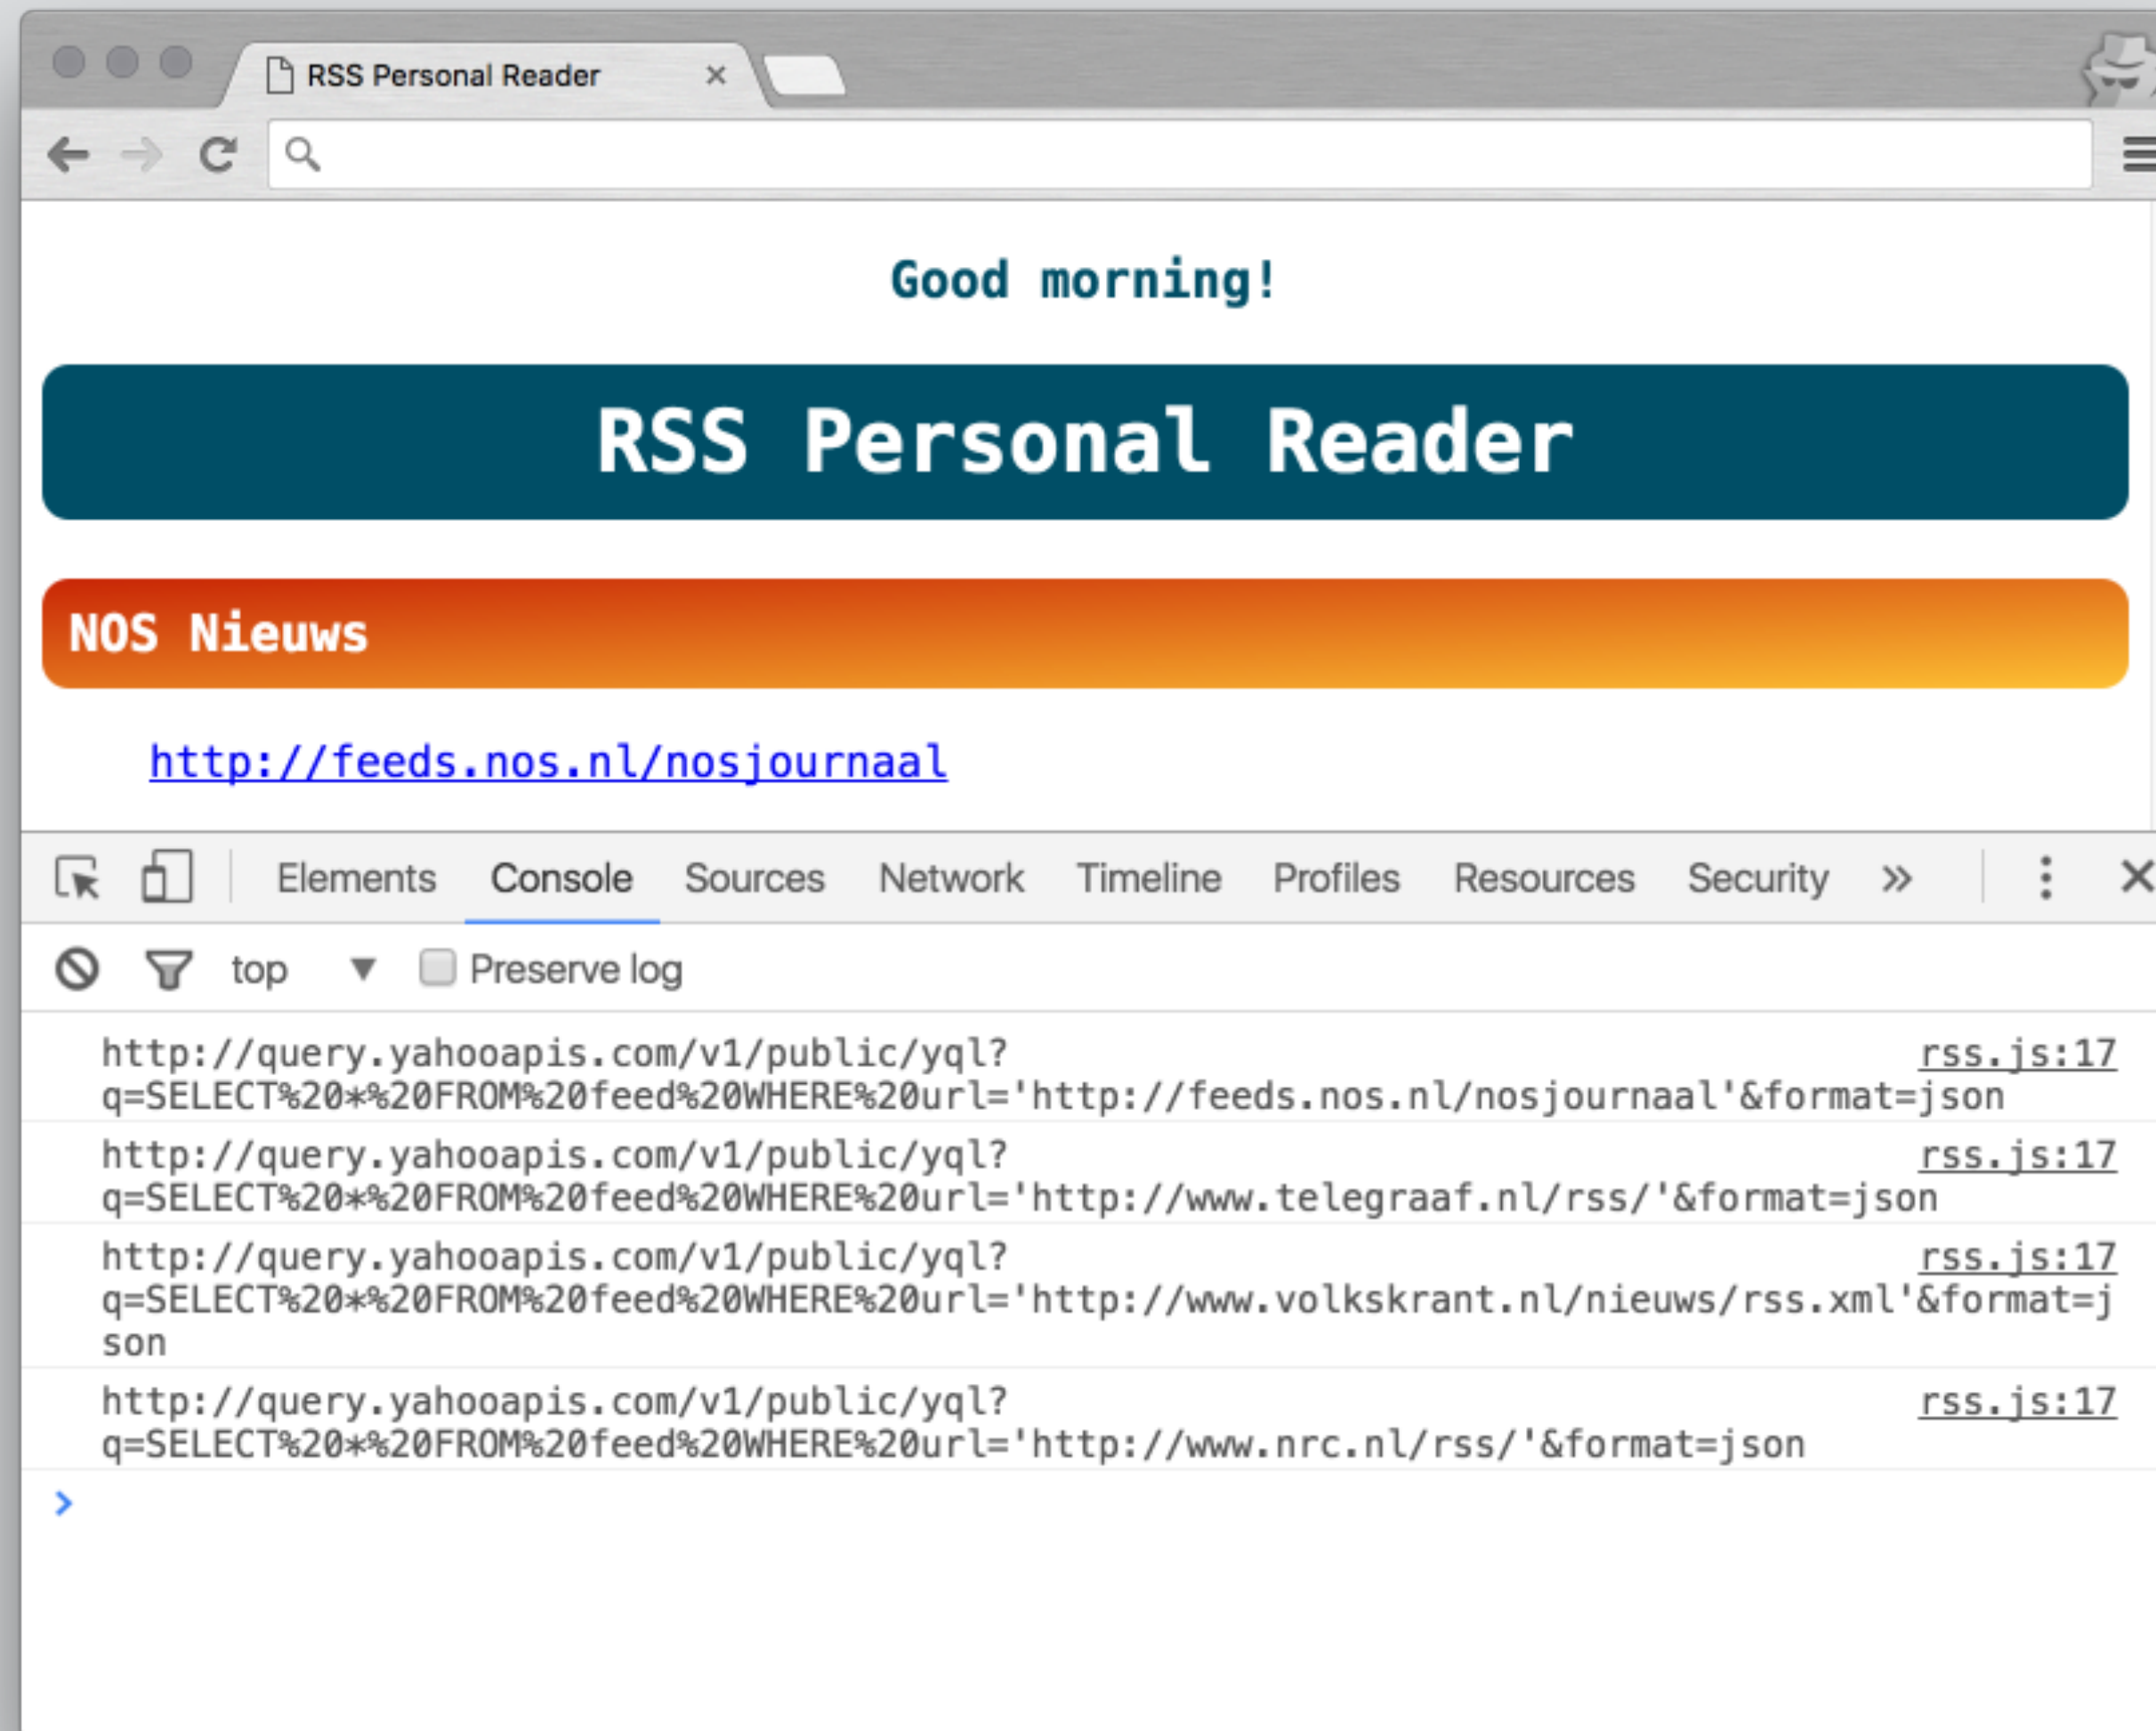 RSS Personal Reader
Good morning!
RSS Personal Reader
NOS Nieuws
http://feeds.nos.nl/nosjournaal
Elements Console Sources Network Timeline Profiles Resources Security »
top Preserve log
http://query.yahooapis.com/v1/public/yql? rss.js:17
q=SELECT%20*%20FROM%20feed%20WHERE%20url='http://feeds.nos.nl/nosjournaal'&format=json
http://query.yahooapis.com/v1/public/yql? rss.js:17
q=SELECT%20*%20FROM%20feed%20WHERE%20url='http://www.telegraaf.nl/rss/'&format=json
http://query.yahooapis.com/v1/public/yql? rss.js:17
q=SELECT%20*%20FROM%20feed%20WHERE%20url='http://www.volkskrant.nl/nieuws/rss.xml'&format=j
son
http://query.yahooapis.com/v1/public/yql? rss.js:17
q=SELECT%20*%20FROM%20feed%20WHERE%20url='http://www.nrc.nl/rss/'&format=json